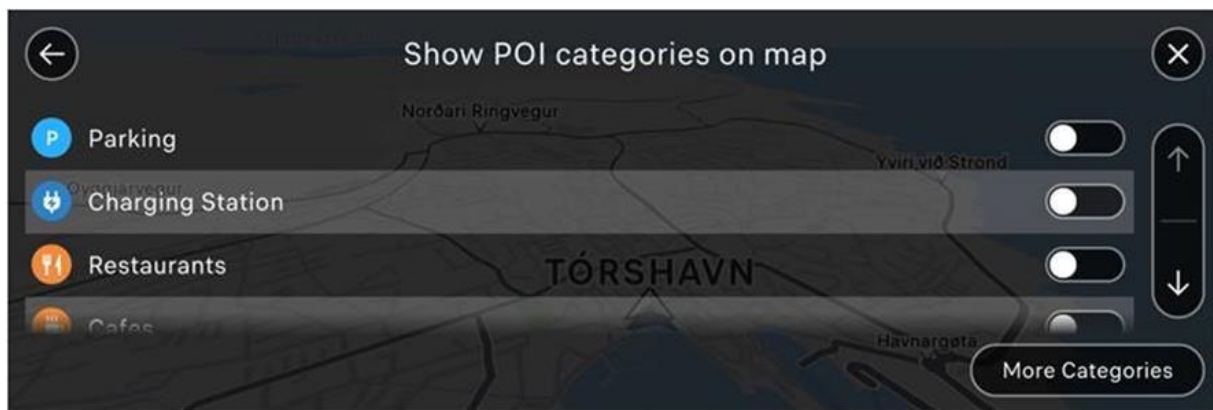 Show POI categories on map
Norðari Ringvegur
P Parking
Yviri við Strond
Oyggjarvegur
Charging Station
Restaurants
TÓRSHAVN
Cafes
Havnargøta
More Categories